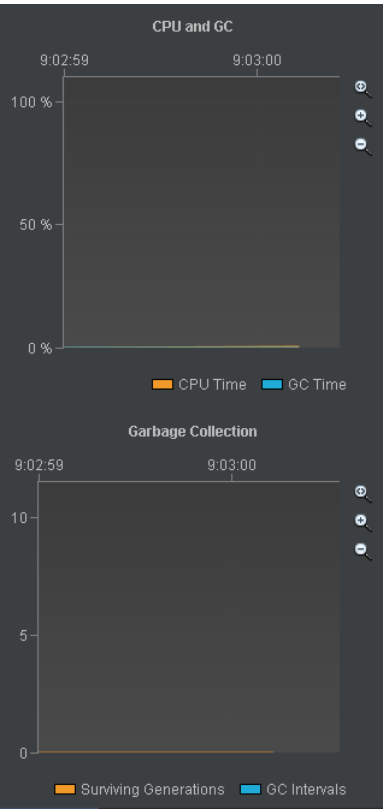 CPU and GC
9:02:59 9:03:00
100 %
50 %
0 %
CPU Time GC Time
Garbage Collection
9:02:59 9:03:00
10
5
0
Surviving Generations GC Intervals